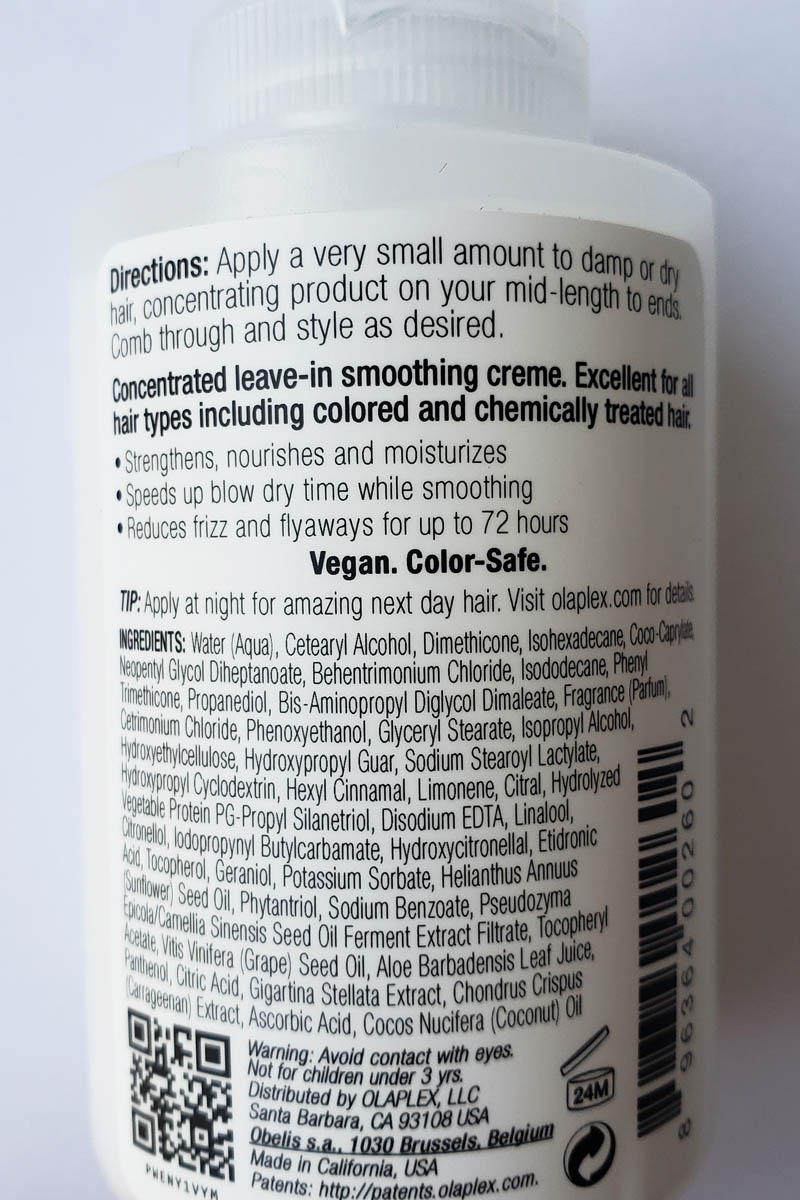 Directions: Apply a very small amount to damp or dry
hair, concentrating product on your mid-length to ends.
Comb through and style as desired.
Concentrated leave-in smoothing creme. Excellent for all
hair types including colored and chemically treated hair.
• Strengthens, nourishes and moisturizes
• Speeds up blow dry time while smoothing
• Reduces frizz and flyaways for up to 72 hours
Vegan. Color-Safe.
TIP: Apply at night for amazing next day hair. Visit olaplex.com for details.
INGREDIENTS: Water (Aqua), Cetearyl Alcohol, Dimethicone, Isohexadecane, Coco-Caprylate,
Neopentyl Glycol Diheptanoate, Behentrimonium Chloride, Isododecane, Phenyl
Trimethicone, Propanediol, Bis-Aminopropyl Diglycol Dimaleate, Fragrance (Parfum),
Cetrimonium Chloride, Phenoxyethanol, Glyceryl Stearate, Isopropyl Alcohol,
Hydroxyethylcellulose, Hydroxypropyl Guar, Sodium Stearoyl Lactylate,
Hydroxypropyl Cyclodextrin, Hexyl Cinnamal, Limonene, Citral, Hydrolyzed
Vegetable Protein PG-Propyl Silanetriol, Disodium EDTA, Linalool,
Citronellol, Iodopropynyl Butylcarbamate, Hydroxycitronellal, Etidronic
Acid, Tocopherol, Geraniol, Potassium Sorbate, Helianthus Annuus
(Sunflower) Seed Oil, Phytantriol, Sodium Benzoate, Pseudozyma
Epicola/Camellia Sinensis Seed Oil Ferment Extract Filtrate, Tocopheryl
Acetate, Vitis Vinifera (Grape) Seed Oil, Aloe Barbadensis Leaf Juice,
Panthenol, Citric Acid, Gigartina Stellata Extract, Chondrus Crispus
(Carrageenan) Extract, Ascorbic Acid, Cocos Nucifera (Coconut) Oil
Warning: Avoid contact with eyes.
Not for children under 3 yrs.
Distributed by OLAPLEX, LLC
Santa Barbara, CA 93108 USA
Obelis s.a., 1030 Brussels, Belgium
Made in California, USA
Patents: http://patents.olaplex.com.
PWENY1VYM
24M
8 96364 00260 2